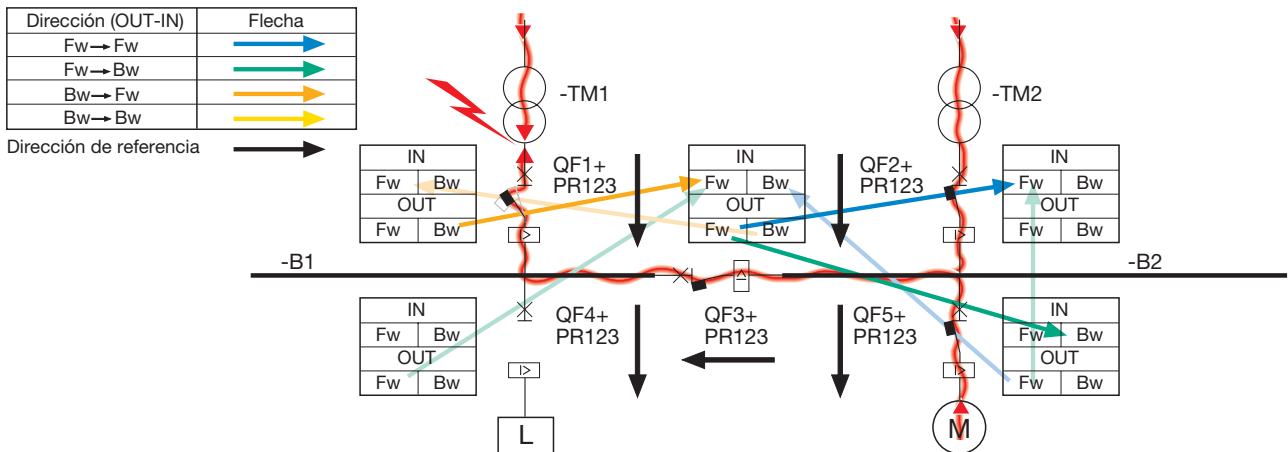 Dirección (OUT-IN) Flecha
Fw→Fw
Fw→Bw
Bw→Fw
Bw→Bw
Dirección de referencia
-TM1
-TM2
IN
Fw Bw
OUT
Fw Bw
QF1+
PR123
IN
Fw Bw
OUT
Fw Bw
QF2+
PR123
IN
Fw Bw
OUT
Fw Bw
-B1
-B2
IN
Fw Bw
OUT
Fw Bw
QF4+
PR123
QF3+
PR123
QF5+
PR123
IN
Fw Bw
OUT
Fw Bw
L
M